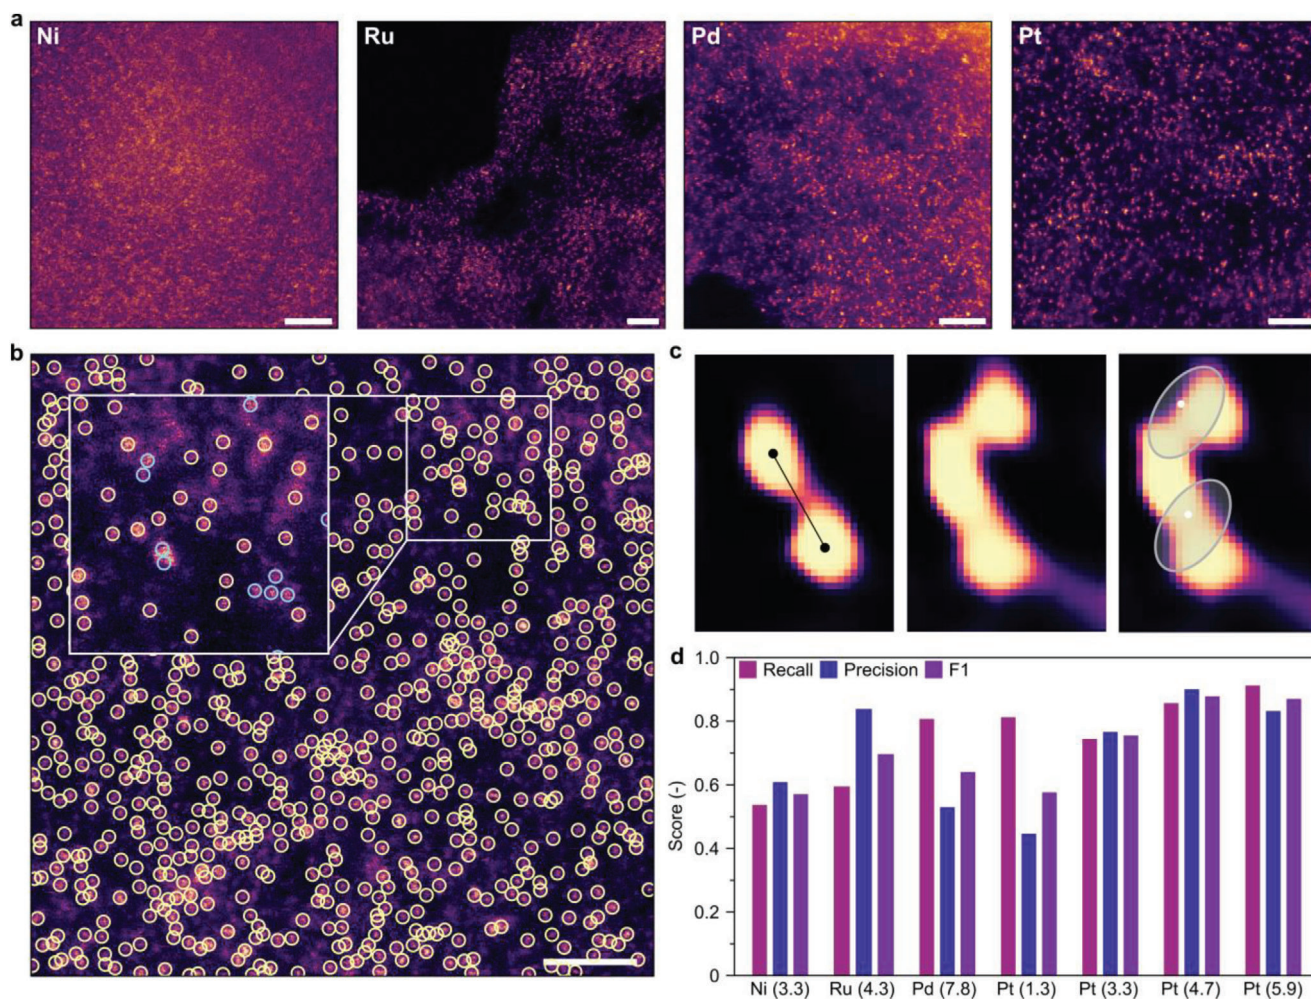 a
Ni
Ru
Pd
Pt
b
c
d
Recall
Precision
F1
Score (-)
1.0
0.8
0.6
0.4
0.2
0
Ni (3.3)
Ru (4.3)
Pd (7.8)
Pt (1.3)
Pt (3.3)
Pt (4.7)
Pt (5.9)